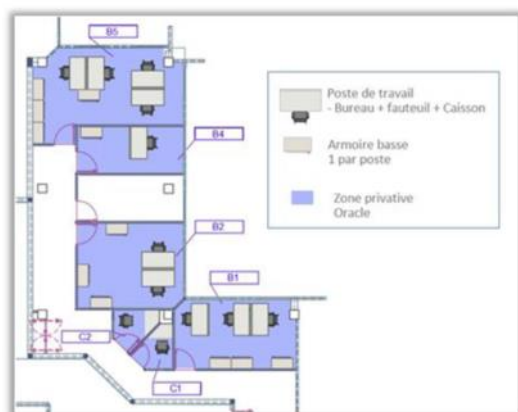 B5
Poste de travail
- Bureau + fauteuil + Caisson
B4
Armoire basse
1 par poste
Zone privative
Oracle
B2
B1
C2
C1